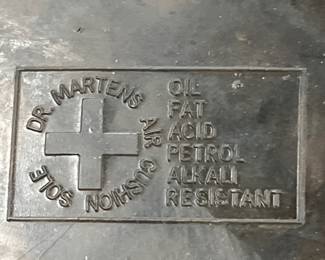 DR. MARTENS AIR CUSHION SOLE
OIL
FAT
ACID
PETROL
ALKALI
RESISTANT